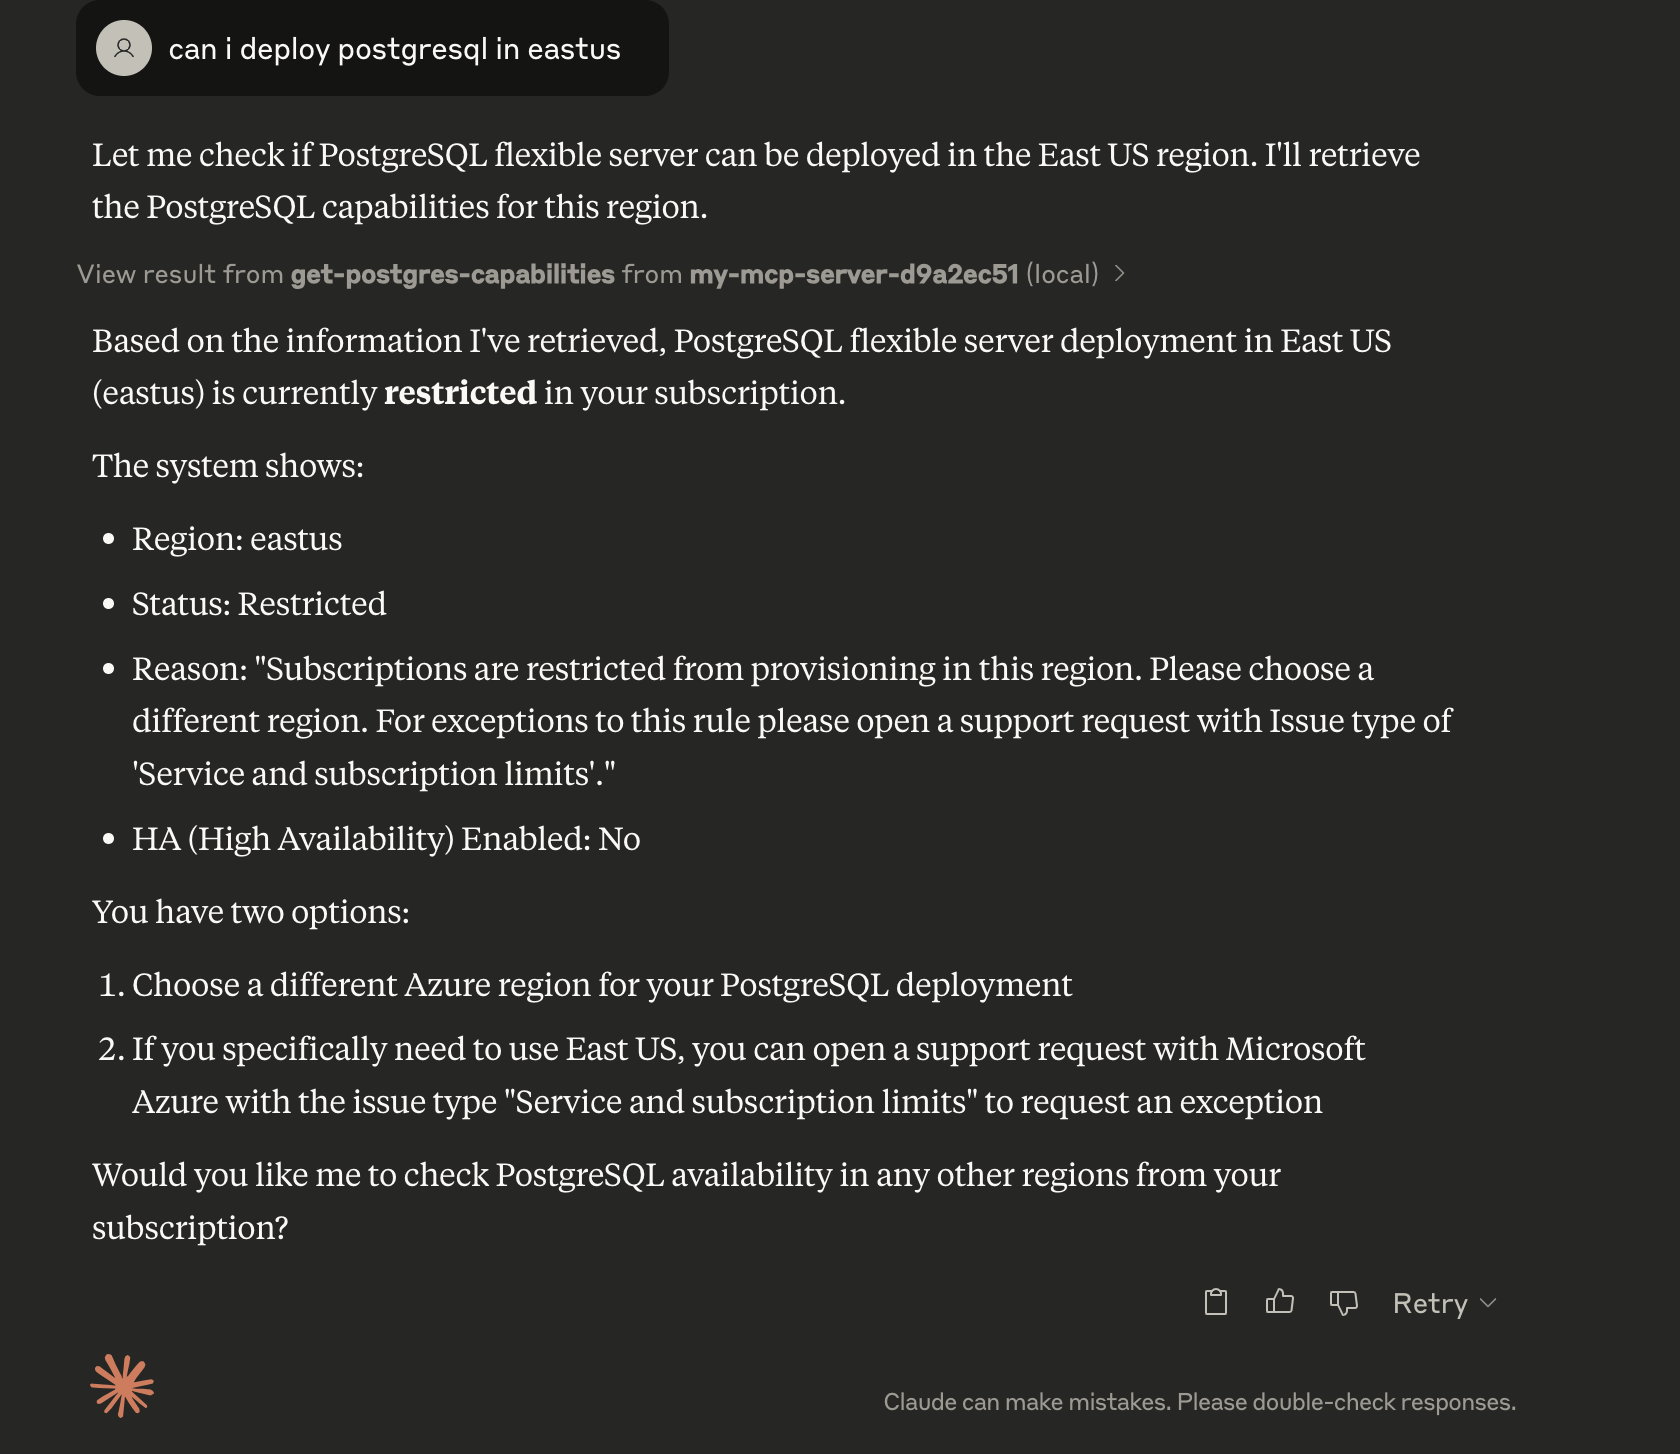 can i deploy postgresql in eastus
Let me check if PostgreSQL flexible server can be deployed in the East US region. I'll retrieve
the PostgreSQL capabilities for this region.
View result from get-postgres-capabilities from my-mcp-server-d9a2ec51 (local)
Based on the information I've retrieved, PostgreSQL flexible server deployment in East US
(eastus) is currently restricted in your subscription.
The system shows:
• Region: eastus
• Status: Restricted
• Reason: "Subscriptions are restricted from provisioning in this region. Please choose a
different region. For exceptions to this rule please open a support request with Issue type of
'Service and subscription limits'."
• HA (High Availability) Enabled: No
You have two options:
1. Choose a different Azure region for your PostgreSQL deployment
2. If you specifically need to use East US, you can open a support request with Microsoft
Azure with the issue type "Service and subscription limits" to request an exception
Would you like me to check PostgreSQL availability in any other regions from your
subscription?
Retry
Claude can make mistakes. Please double-check responses.